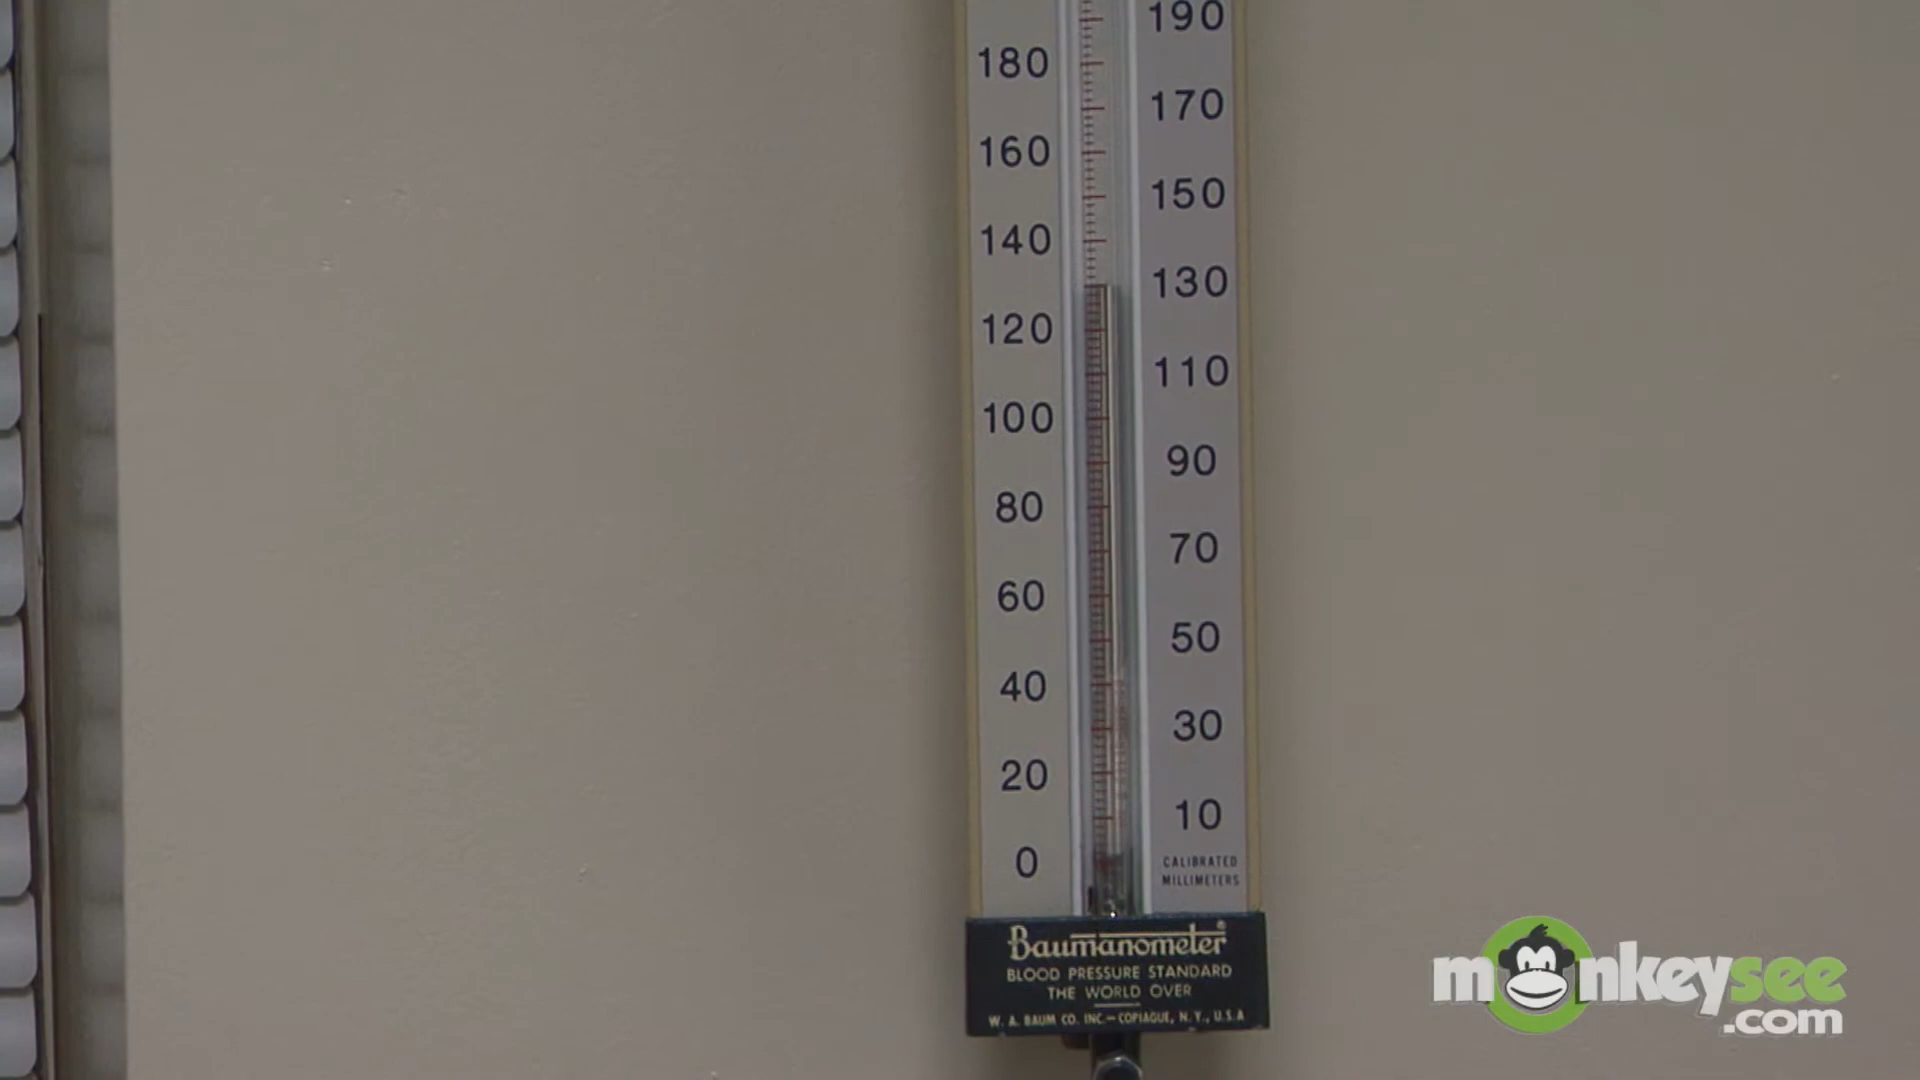 190
180
170
160
150
140
130
120
110
100
90
80
70
60
50
40
30
20
10
0
CALIBRATED
MILLIMETERS
Baumanometer®
BLOOD PRESSURE STANDARD
THE WORLD OVER
W. A. BAUM CO. INC.—COPIAGUE, N.Y., U.S.A
monkeysee
.com